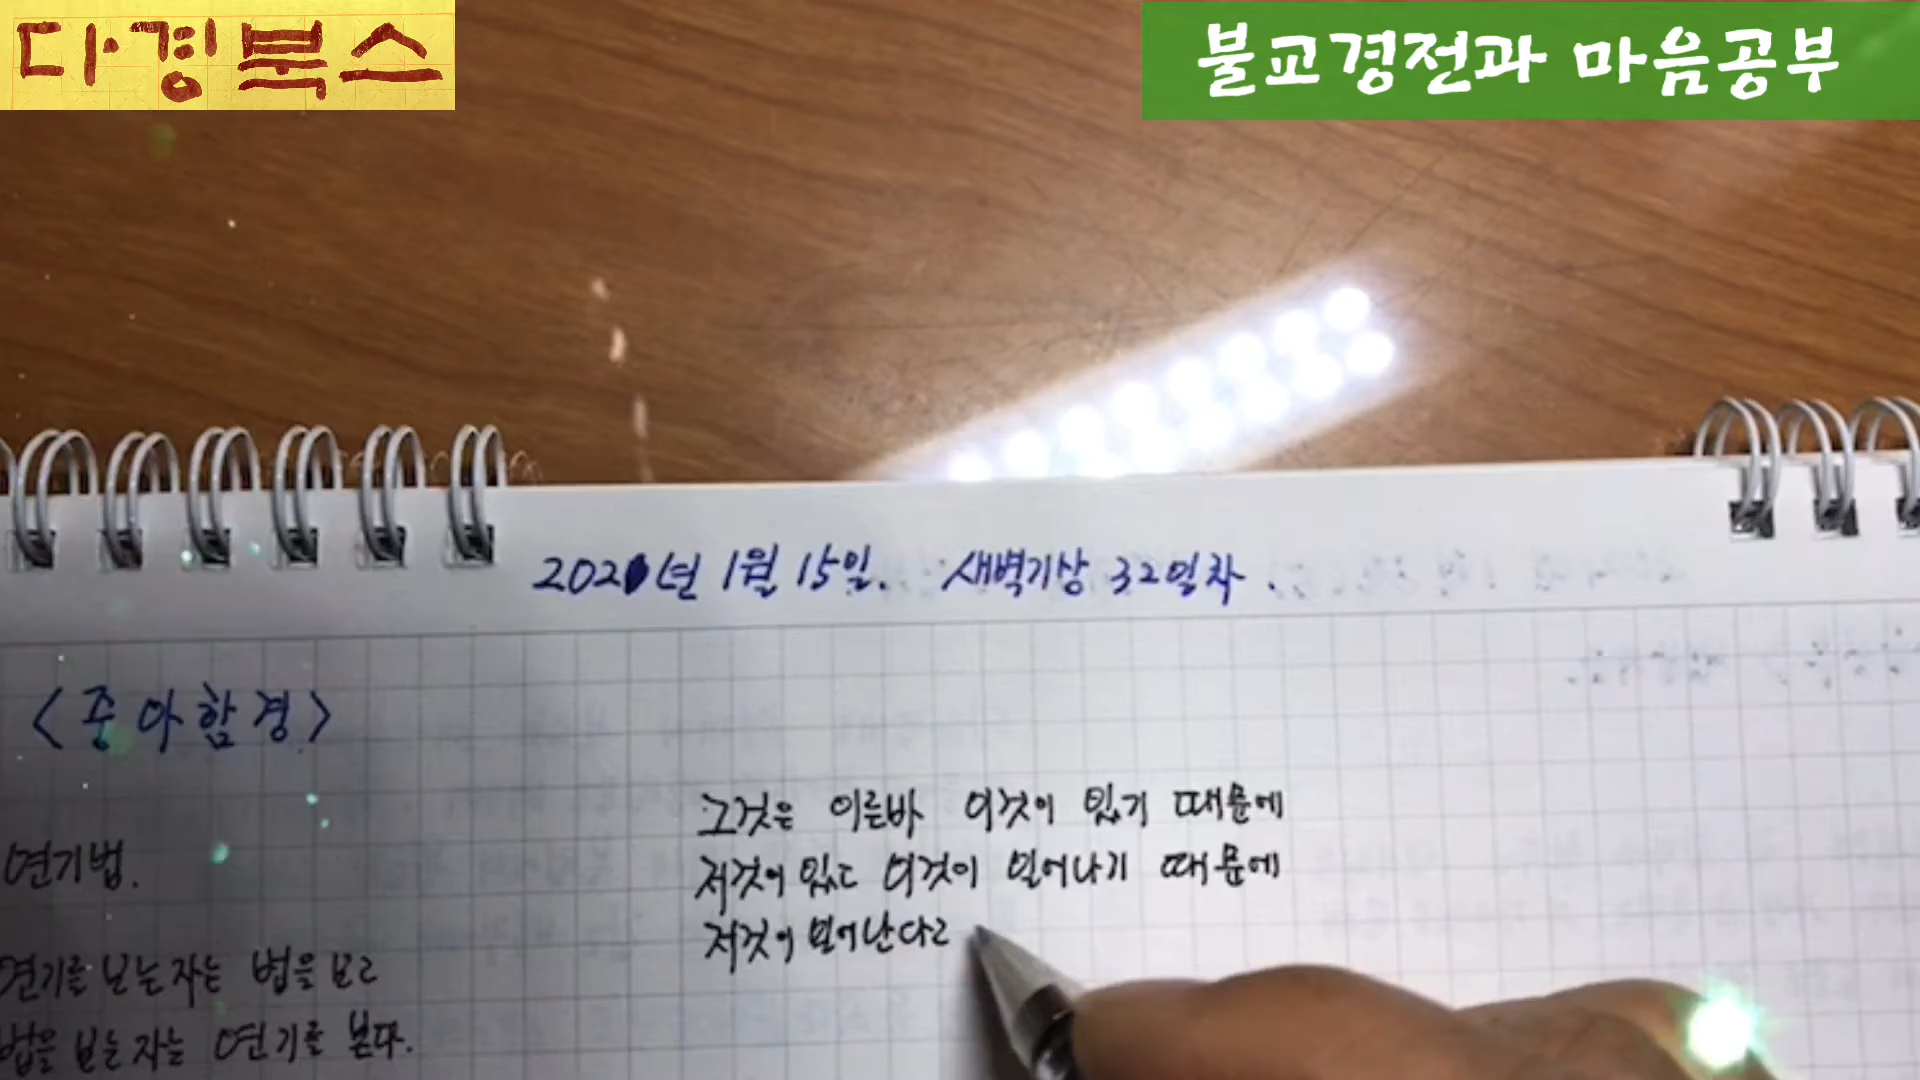 다경북스
불교경전과 마음공부
2021년 1월 15일. 새벽기상 32일차.
<중아함경>
연기법.
연기를 보는 자는 법을 보고
법을 보는 자는 연기를 본다.
그것은 이른바 이것이 있기 때문에
저것이 있고 이것이 일어나기 때문에
저것이 일어난다고